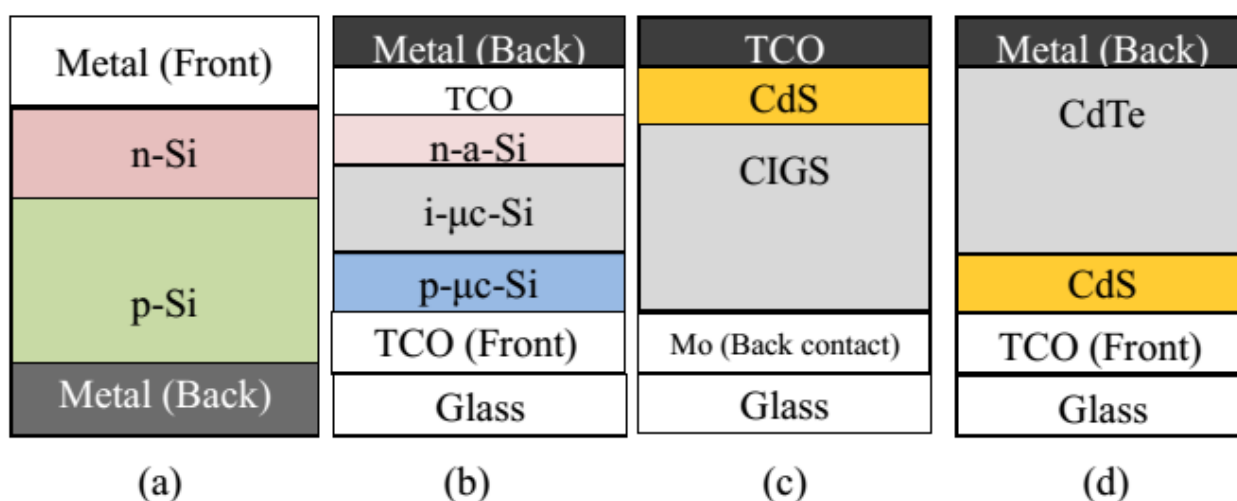 Metal (Front)
n-Si
p-Si
Metal (Back)
(a)
Metal (Back)
TCO
n-a-Si
i-μc-Si
p-μc-Si
TCO (Front)
Glass
(b)
TCO
CdS
CIGS
Mo (Back contact)
Glass
(c)
Metal (Back)
CdTe
CdS
TCO (Front)
Glass
(d)